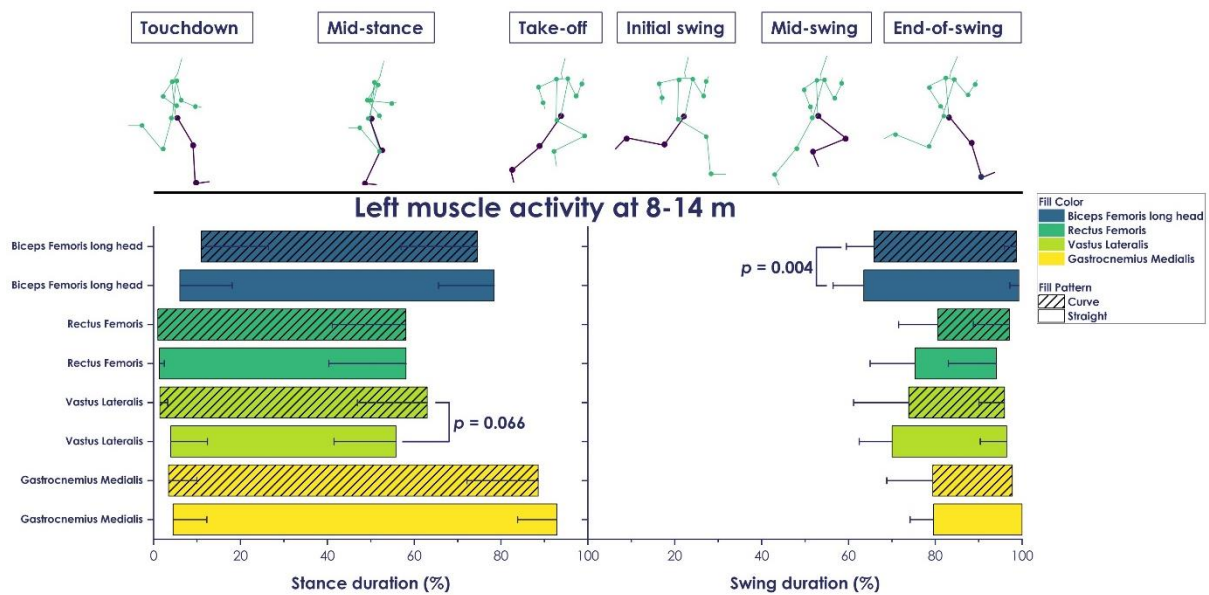 Touchdown
Mid-stance
Take-off
Initial swing
Mid-swing
End-of-swing
Left muscle activity at 8-14 m
Biceps Femoris long head
Biceps Femoris long head
Rectus Femoris
Rectus Femoris
Vastus Lateralis
Vastus Lateralis
Gastrocnemius Medialis
Gastrocnemius Medialis
p = 0.066
p = 0.004
0 20 40 60 80 100
0 20 40 60 80 100
Stance duration (%)
Swing duration (%)
Fill Color
Biceps Femoris long head
Rectus Femoris
Vastus Lateralis
Gastrocnemius Medialis
Fill Pattern
Curve
Straight